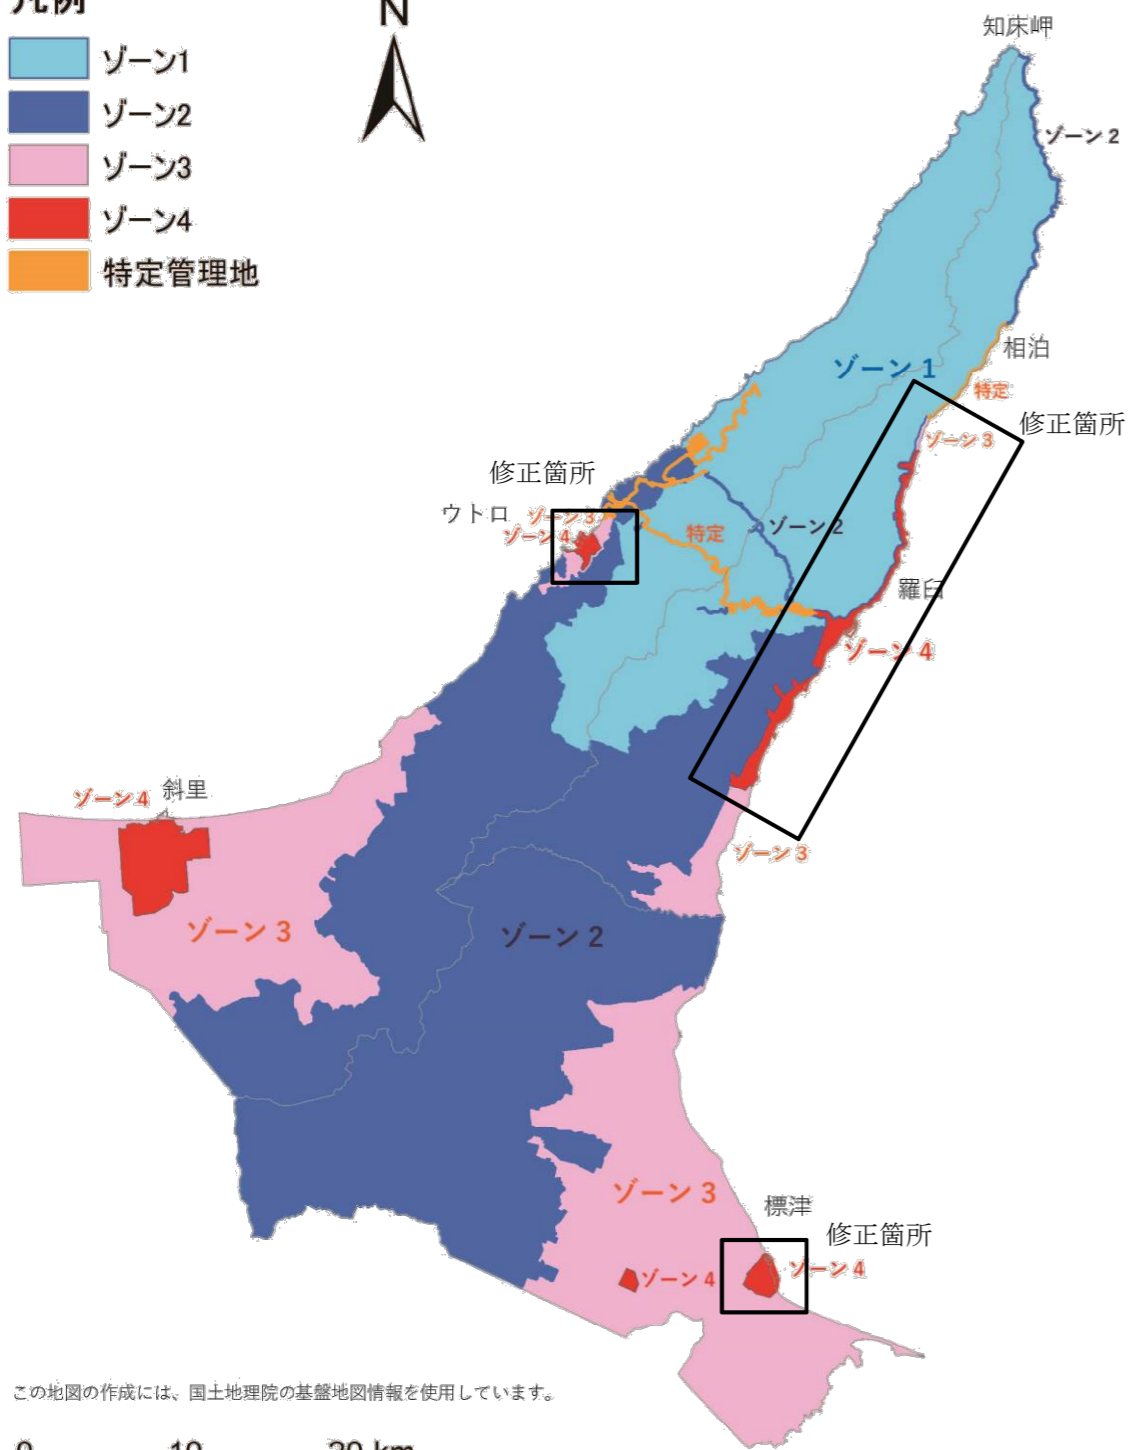 凡例
N
ゾーン1
ゾーン2
ゾーン3
ゾーン4
特定管理地
知床岬
ゾーン 2
相泊
ゾーン 1
特定
修正箇所
ゾーン 3
修正箇所
ウトロ
ゾーン 3
ゾーン 4
特定
ゾーン 2
羅臼
ゾーン 4
斜里
ゾーン 4
ゾーン 3
ゾーン 3
ゾーン 2
ゾーン 3
標津
修正箇所
ゾーン 4
ゾーン 4
この地図の作成には、国土地理院の基盤地図情報を使用しています。
0 10 20 km